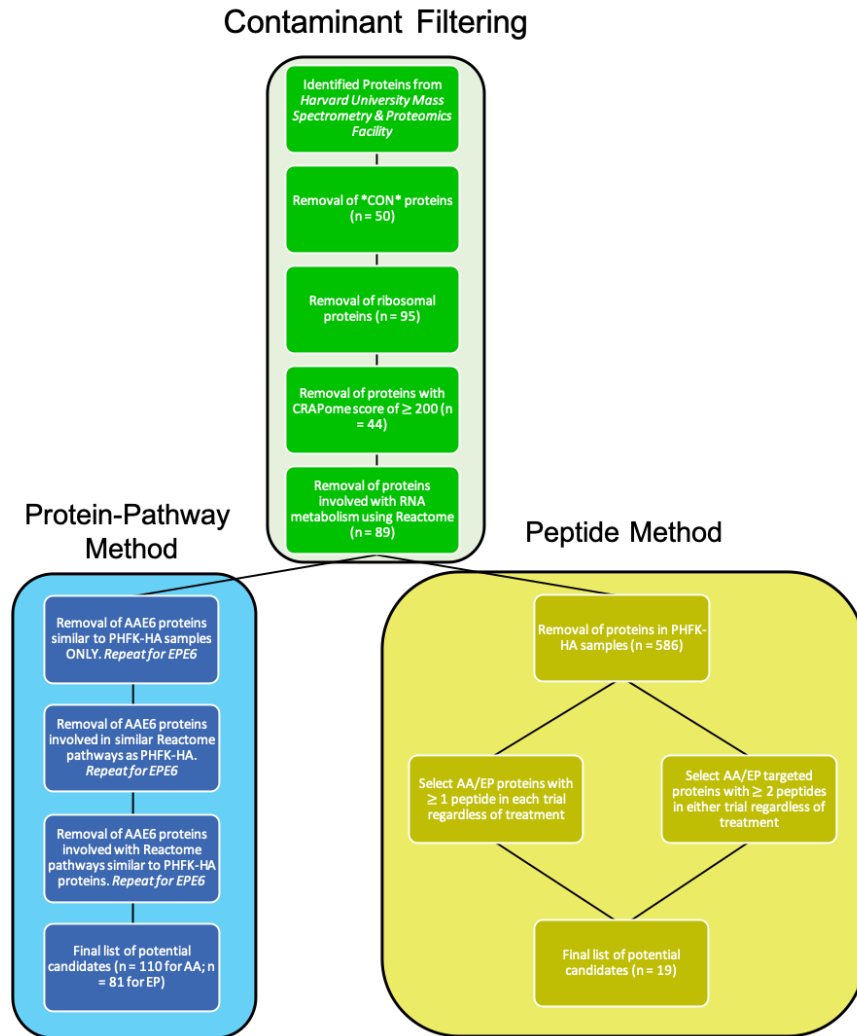 Contaminant Filtering
Identified Proteins from
Harvard University Mass
Spectrometry & Proteomics
Facility
Removal of *CON* proteins
(n = 50)
Removal of ribosomal
proteins (n = 95)
Removal of proteins with
CRAPome score of ≥ 200 (n
= 44)
Removal of proteins
involved with RNA
metabolism using Reactome
(n = 89)
Protein-Pathway
Method
Removal of AAE6 proteins
similar to PHFK-HA samples
ONLY. Repeat for EPE6
Removal of AAE6 proteins
involved in similar Reactome
pathways as PHFK-HA.
Repeat for EPE6
Removal of AAE6 proteins
involved with Reactome
pathways similar to PHFK-HA
proteins. Repeat for EPE6
Final list of potential
candidates (n = 110 for AA; n
= 81 for EP)
Peptide Method
Removal of proteins in PHFK-
HA samples (n = 586)
Select AA/EP proteins with
≥ 1 peptide in each trial
regardless of treatment
Select AA/EP targeted
proteins with ≥ 2 peptides
in either trial regardless of
treatment
Final list of potential
candidates (n = 19)